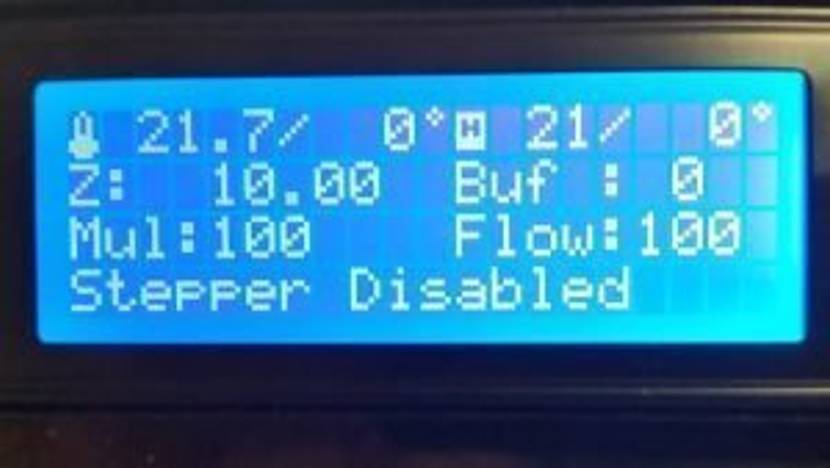 21.7/ 0° H 21/ 0°
Z: 10.00 Buf : 0
Mul:100 Flow:100
Stepper Disabled